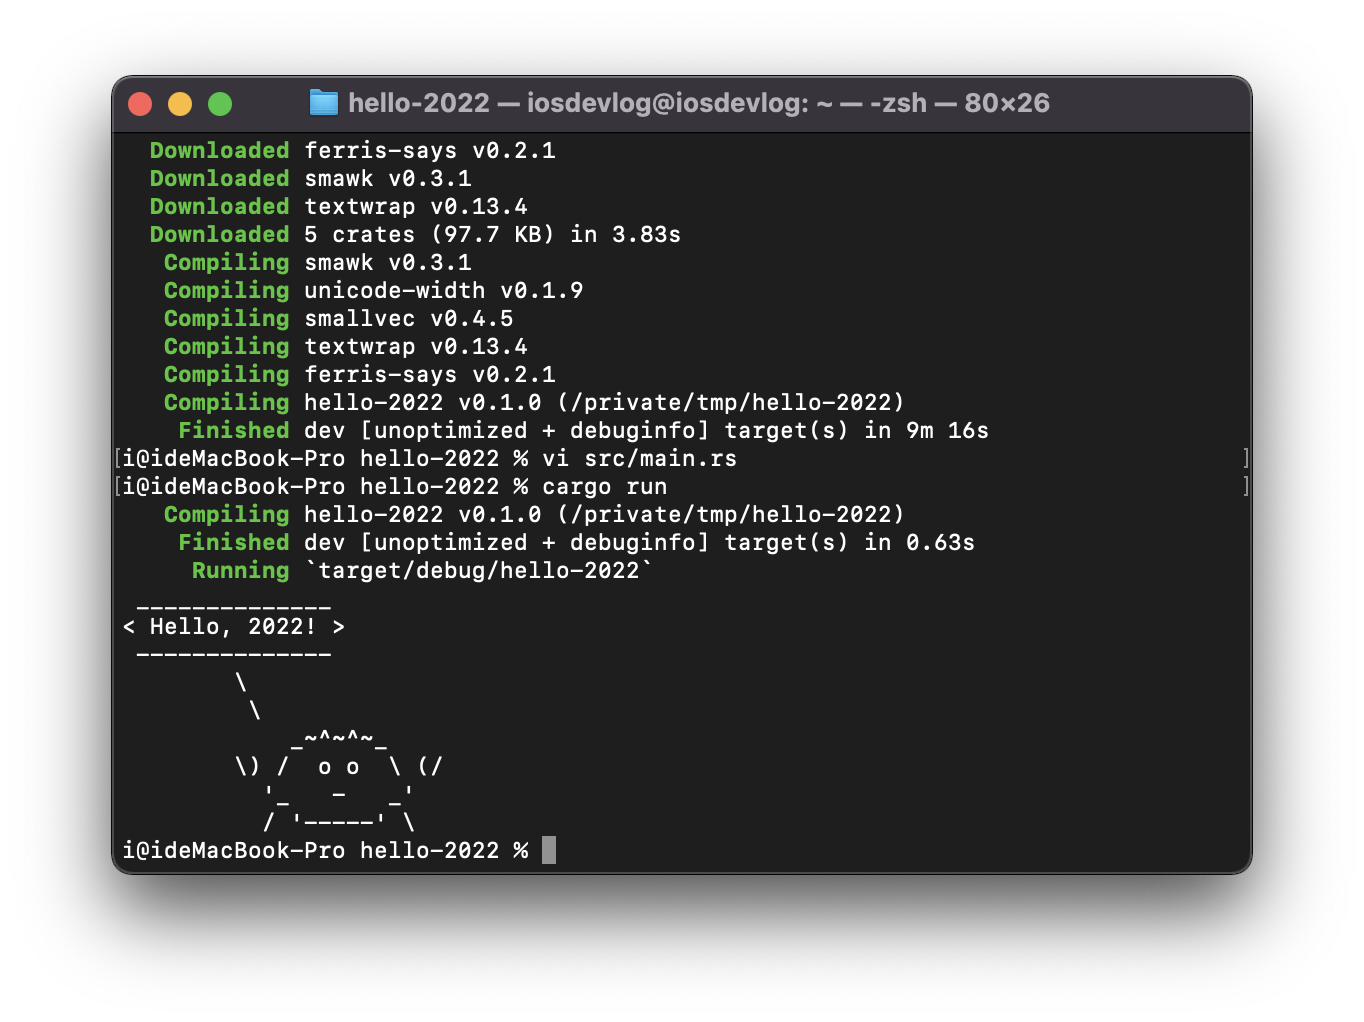 hello-2022 — iosdevlog@iosdevlog: ~ — -zsh — 80×26
  Downloaded ferris-says v0.2.1
  Downloaded smawk v0.3.1
  Downloaded textwrap v0.13.4
  Downloaded 5 crates (97.7 KB) in 3.83s
   Compiling smawk v0.3.1
   Compiling unicode-width v0.1.9
   Compiling smallvec v0.4.5
   Compiling textwrap v0.13.4
   Compiling ferris-says v0.2.1
   Compiling hello-2022 v0.1.0 (/private/tmp/hello-2022)
    Finished dev [unoptimized + debuginfo] target(s) in 9m 16s
[i@ideMacBook-Pro hello-2022 % vi src/main.rs ]
[i@ideMacBook-Pro hello-2022 % cargo run ]
   Compiling hello-2022 v0.1.0 (/private/tmp/hello-2022)
    Finished dev [unoptimized + debuginfo] target(s) in 0.63s
     Running `target/debug/hello-2022`
 ______________
< Hello, 2022! >
 --------------
        \
         \
            _~^~^~_
        \) /  o o  \ (/
          '_   -   _'
          / '-----' \
i@ideMacBook-Pro hello-2022 %